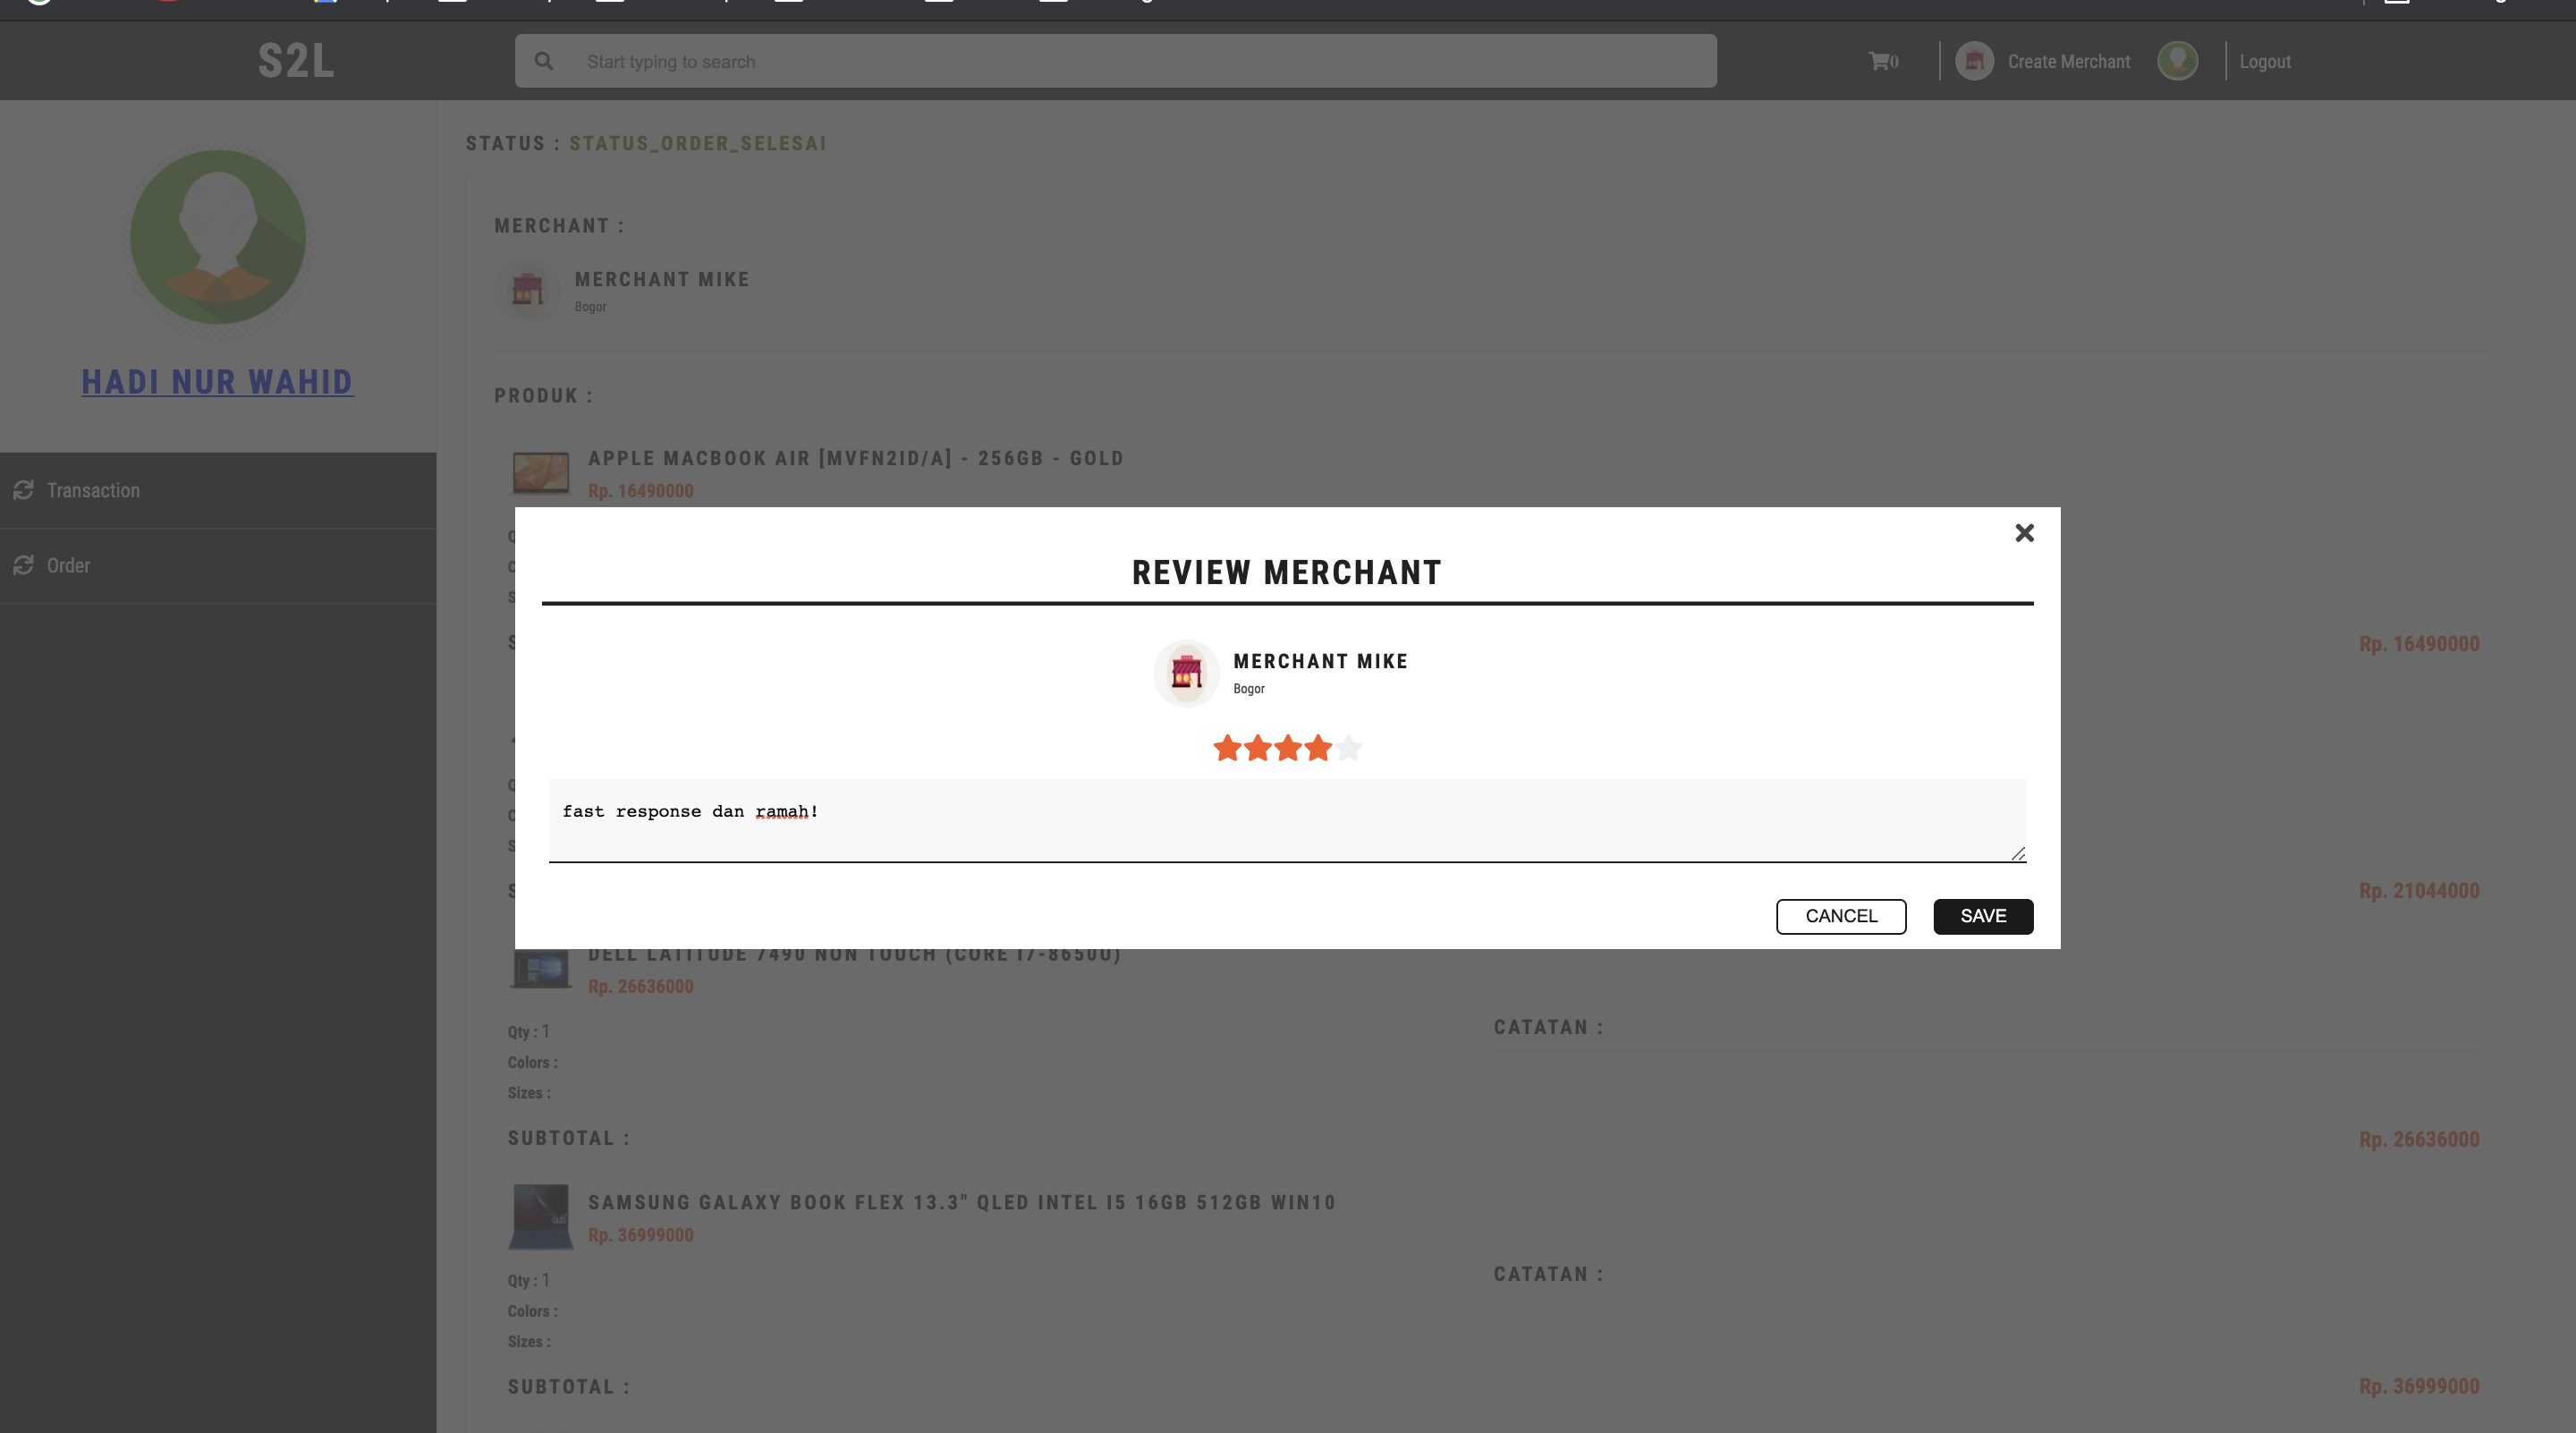 S2L
Start typing to search
0
Create Merchant
Logout
HADI NUR WAHID
Transaction
Order
STATUS : STATUS_ORDER_SELESAI
MERCHANT :
MERCHANT MIKE
Bogor
PRODUK :
APPLE MACBOOK AIR [MVFN2ID/A] - 256GB - GOLD
Rp. 16490000
REVIEW MERCHANT
MERCHANT MIKE
Bogor
fast response dan ramah!
CANCEL
SAVE
Rp. 16490000
Rp. 21044000
DELL LATITUDE 7490 NON TOUCH (CORE I7-8650U)
Rp. 26636000
Qty : 1
Colors :
Sizes :
CATATAN :
SUBTOTAL :
Rp. 26636000
SAMSUNG GALAXY BOOK FLEX 13.3" QLED INTEL I5 16GB 512GB WIN10
Rp. 36999000
Qty : 1
Colors :
Sizes :
CATATAN :
SUBTOTAL :
Rp. 36999000